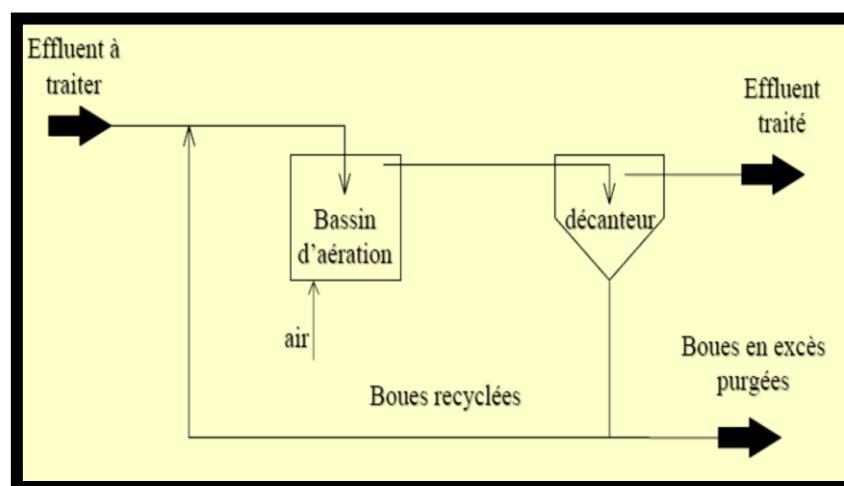 Effluent à
traiter
Effluent
traité
Bassin
d'aération
décanteur
air
Boues en excès
purgées
Boues recyclées